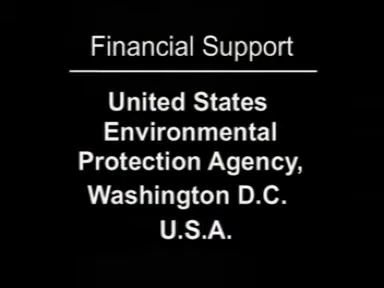 Financial Support
United States
Environmental
Protection Agency,
Washington D.C.
U.S.A.